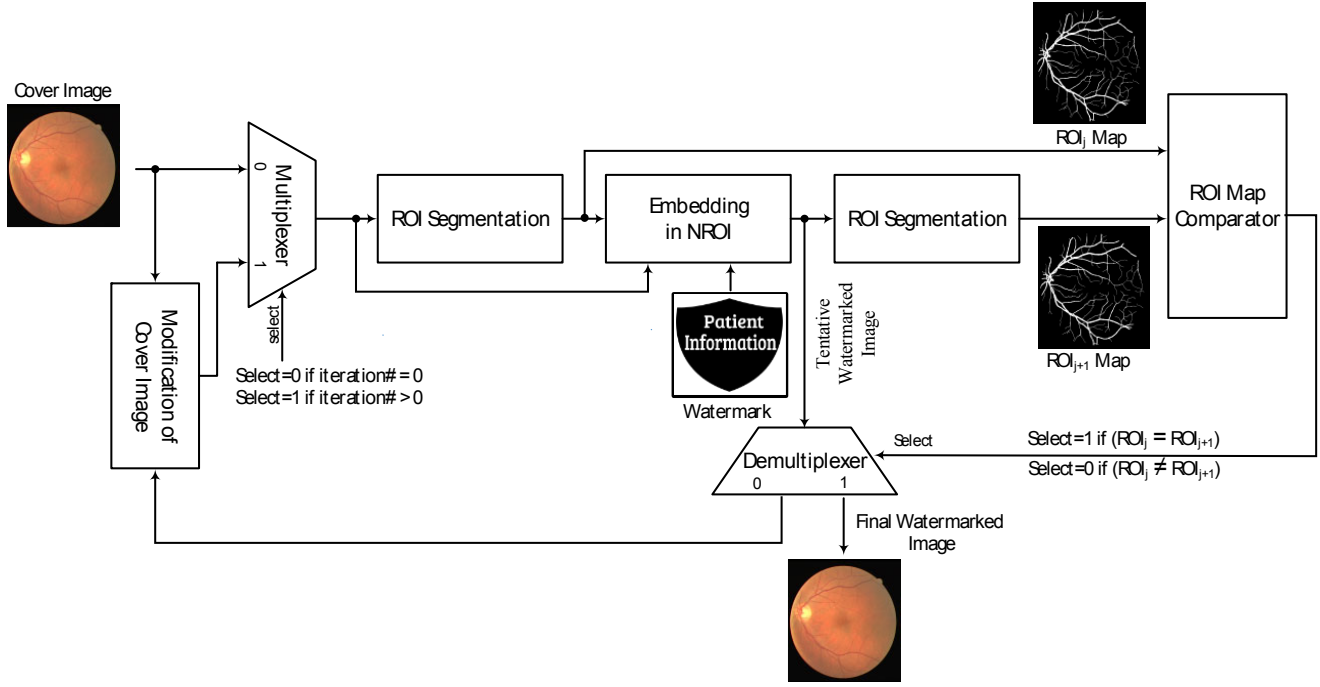 Cover Image
0
Multiplexer
1
select
Select=0 if iteration# = 0
Select=1 if iteration# > 0
Modification of
Cover Image
ROI Segmentation
Embedding
in NROI
Patient
Information
Watermark
ROI Segmentation
Tentative
Watermarked
Image
ROIⱼ Map
ROIⱼ₊₁ Map
ROI Map
Comparator
Select
Select=1 if (ROIⱼ = ROIⱼ₊₁)
Select=0 if (ROIⱼ ≠ ROIⱼ₊₁)
Demultiplexer
0 1
Final Watermarked
Image